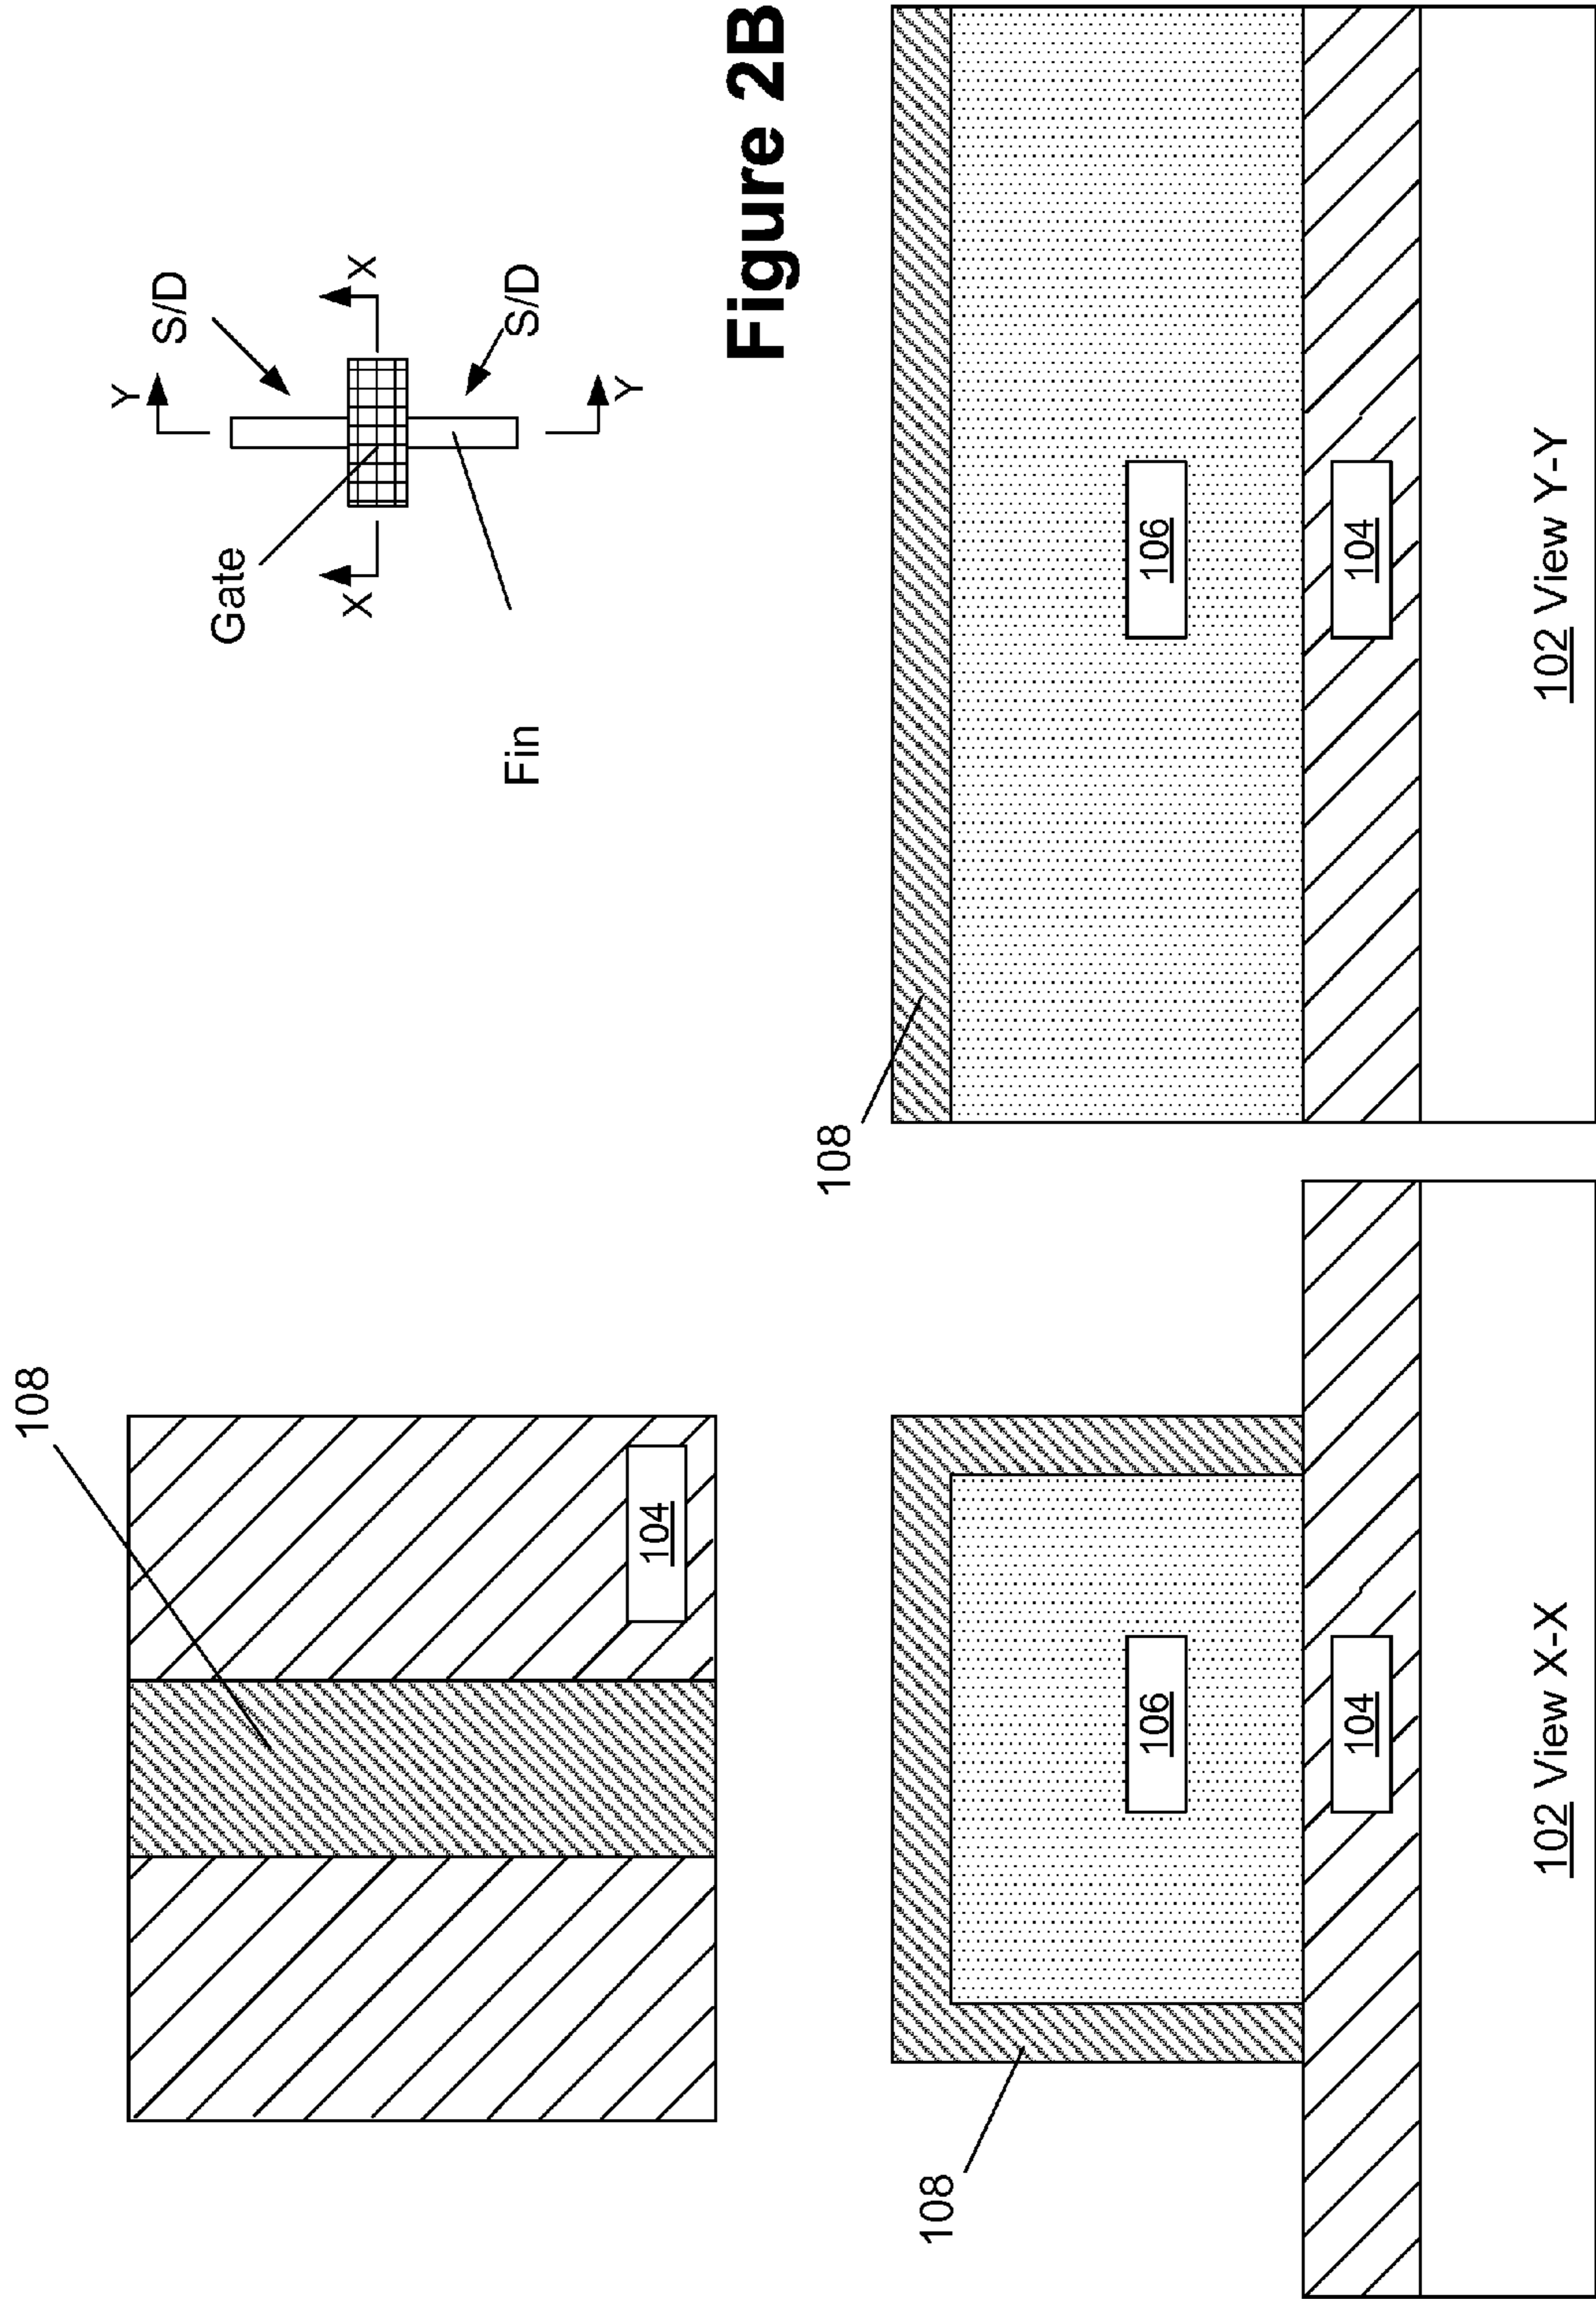 108
104
S/D
Y
X
Gate
X
S/D
Y
Fin
Figure 2B
108
106
104
102 View X-X
108
106
104
102 View Y-Y